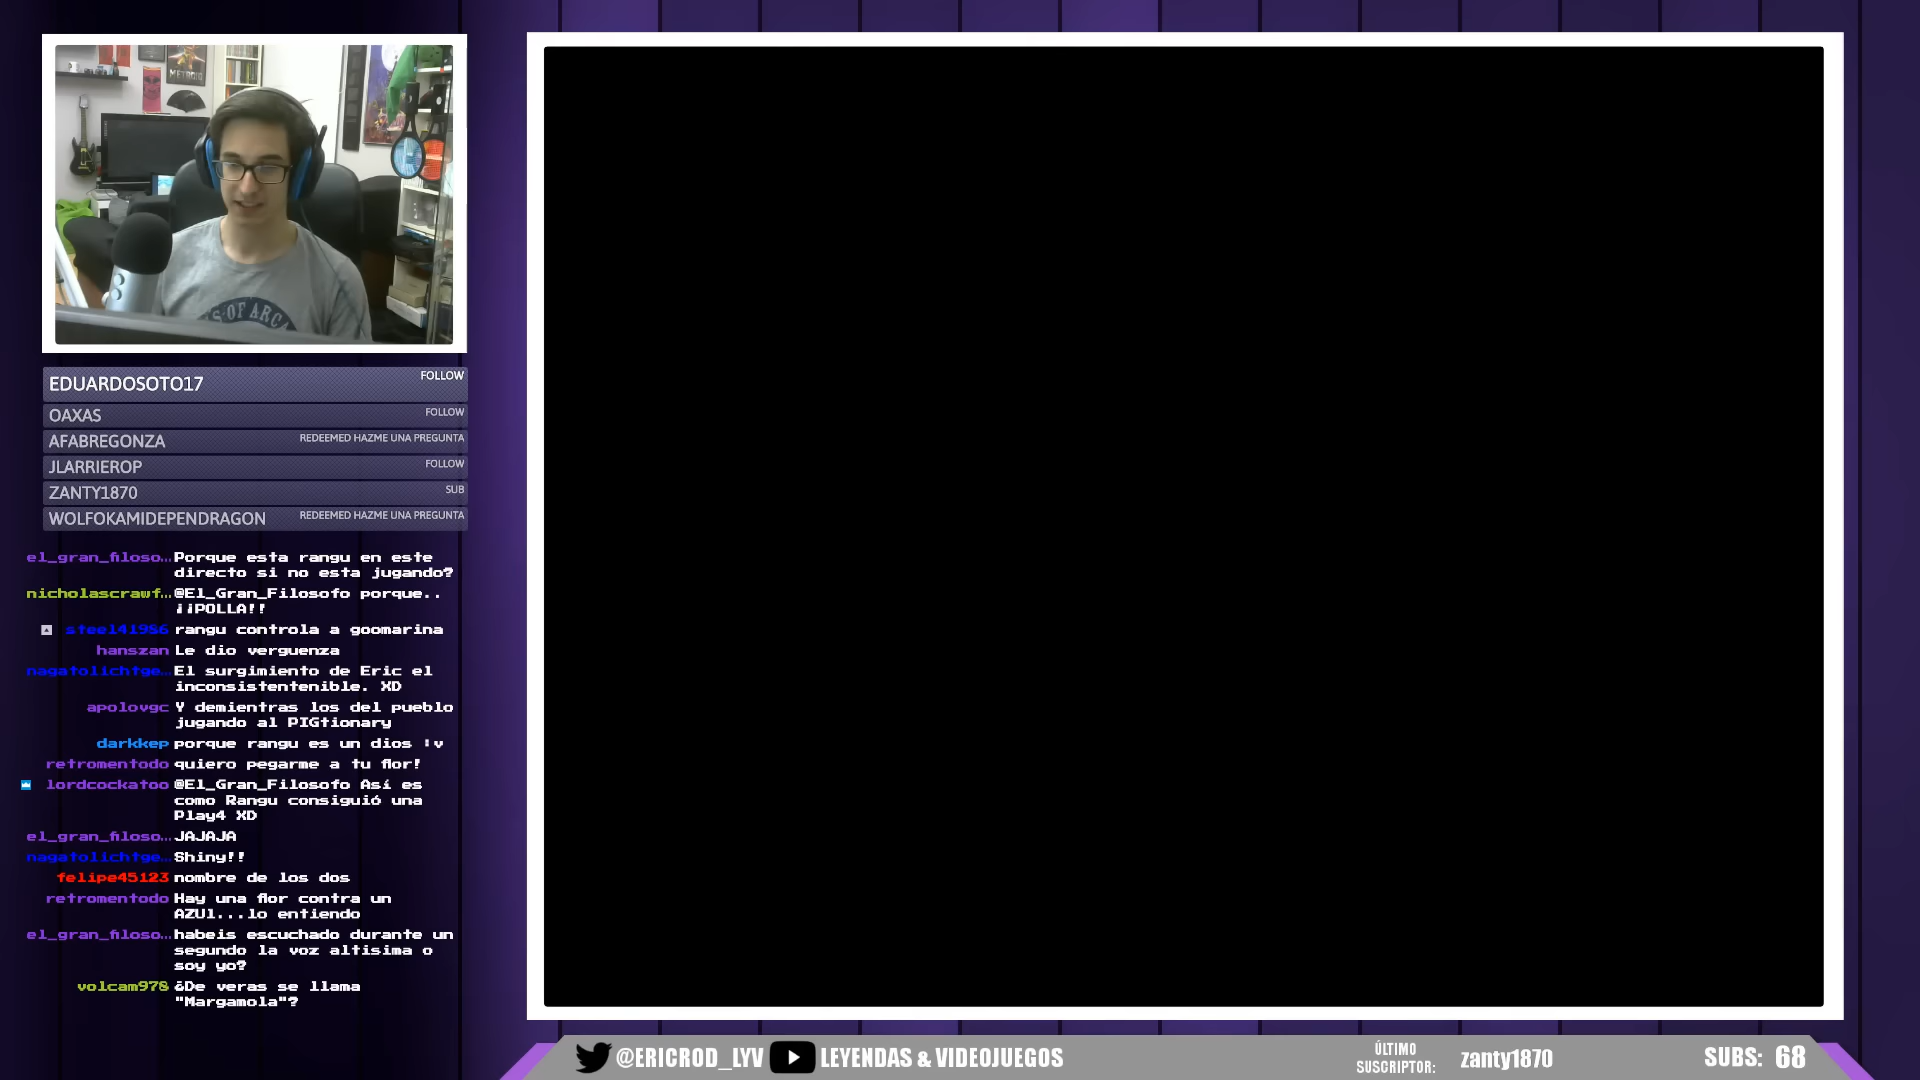 METROID
S OF ARCA
EDUARDOSOTO17 FOLLOW
OAXAS FOLLOW
AFABREGONZA REDEEMED HAZME UNA PREGUNTA
JLARRIEROP FOLLOW
ZANTY1870 SUB
WOLFOKAMIDEPENDRAGON REDEEMED HAZME UNA PREGUNTA
el_gran_filoso… Porque esta rangu en este
directo si no esta jugando?
nicholascrawf… @El_Gran_Filosofo porque..
¡¡POLLA!!
steel41986 rangu controla a goomarina
hanszan Le dio verguenza
nagatolichtge… El surgimiento de Eric el
inconsistentenible. XD
apolovgc Y demientras los del pueblo
jugando al PIGtionary
darkkep porque rangu es un dios :v
retromentodo quiero pegarme a tu flor!
lordcockatoo @El_Gran_Filosofo Así es
como Rangu consiguió una
Play4 XD
el_gran_filoso… JAJAJA
nagatolichtge… Shiny!!
felipe45123 nombre de los dos
retromentodo Hay una flor contra un
AZUl...lo entiendo
el_gran_filoso… habeis escuchado durante un
segundo la voz altisima o
soy yo?
volcam978 ¿De veras se llama
"Margamola"?
@ERICROD_LYV LEYENDAS & VIDEOJUEGOS
ÚLTIMO
SUSCRIPTOR: zanty1870 SUBS: 68